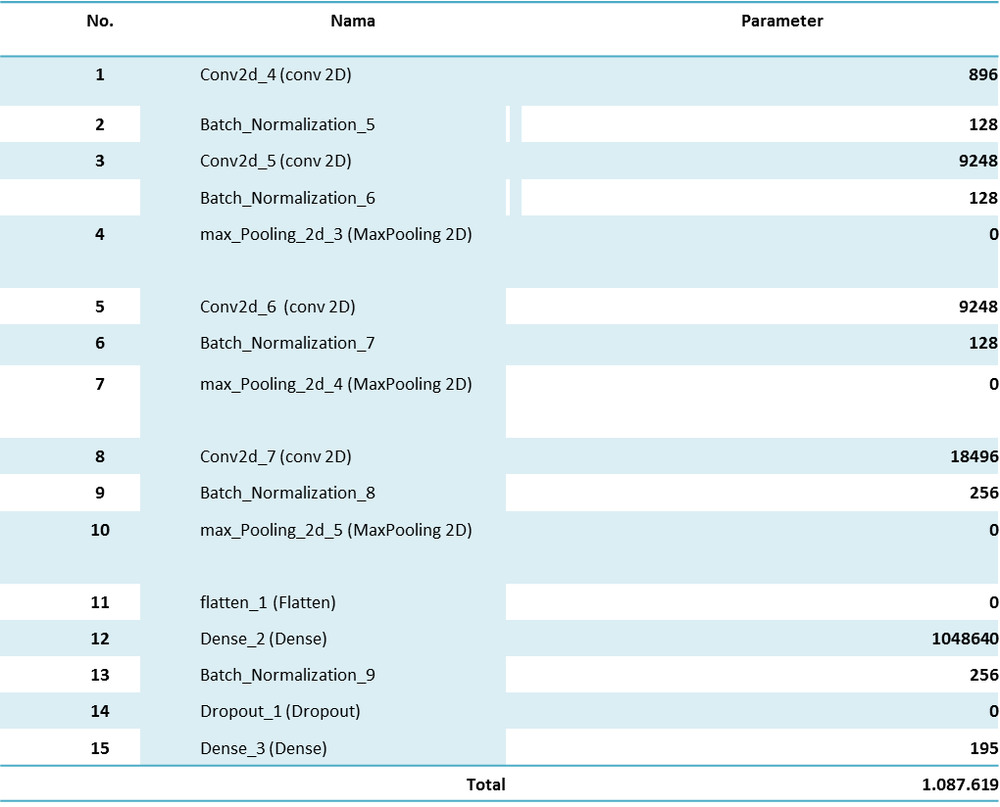 No. Nama Parameter
1 Conv2d_4 (conv 2D) 896
2 Batch_Normalization_5 128
3 Conv2d_5 (conv 2D) 9248
Batch_Normalization_6 128
4 max_Pooling_2d_3 (MaxPooling 2D) 0
5 Conv2d_6 (conv 2D) 9248
6 Batch_Normalization_7 128
7 max_Pooling_2d_4 (MaxPooling 2D) 0
8 Conv2d_7 (conv 2D) 18496
9 Batch_Normalization_8 256
10 max_Pooling_2d_5 (MaxPooling 2D) 0
11 flatten_1 (Flatten) 0
12 Dense_2 (Dense) 1048640
13 Batch_Normalization_9 256
14 Dropout_1 (Dropout) 0
15 Dense_3 (Dense) 195
Total 1.087.619